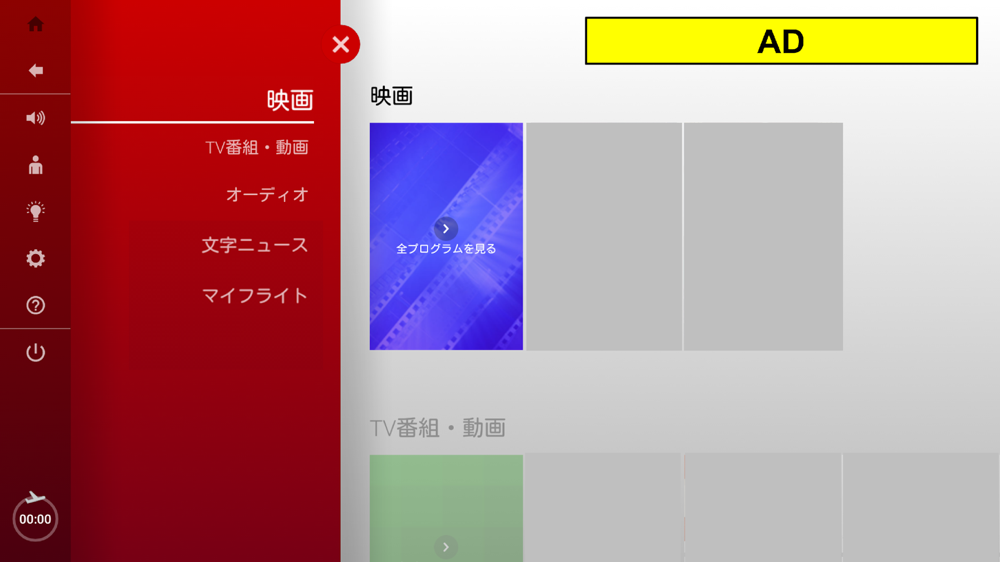 映画
TV番組・動画
オーディオ
文字ニュース
マイフライト
00:00
AD
映画
全プログラムを見る
TV番組・動画